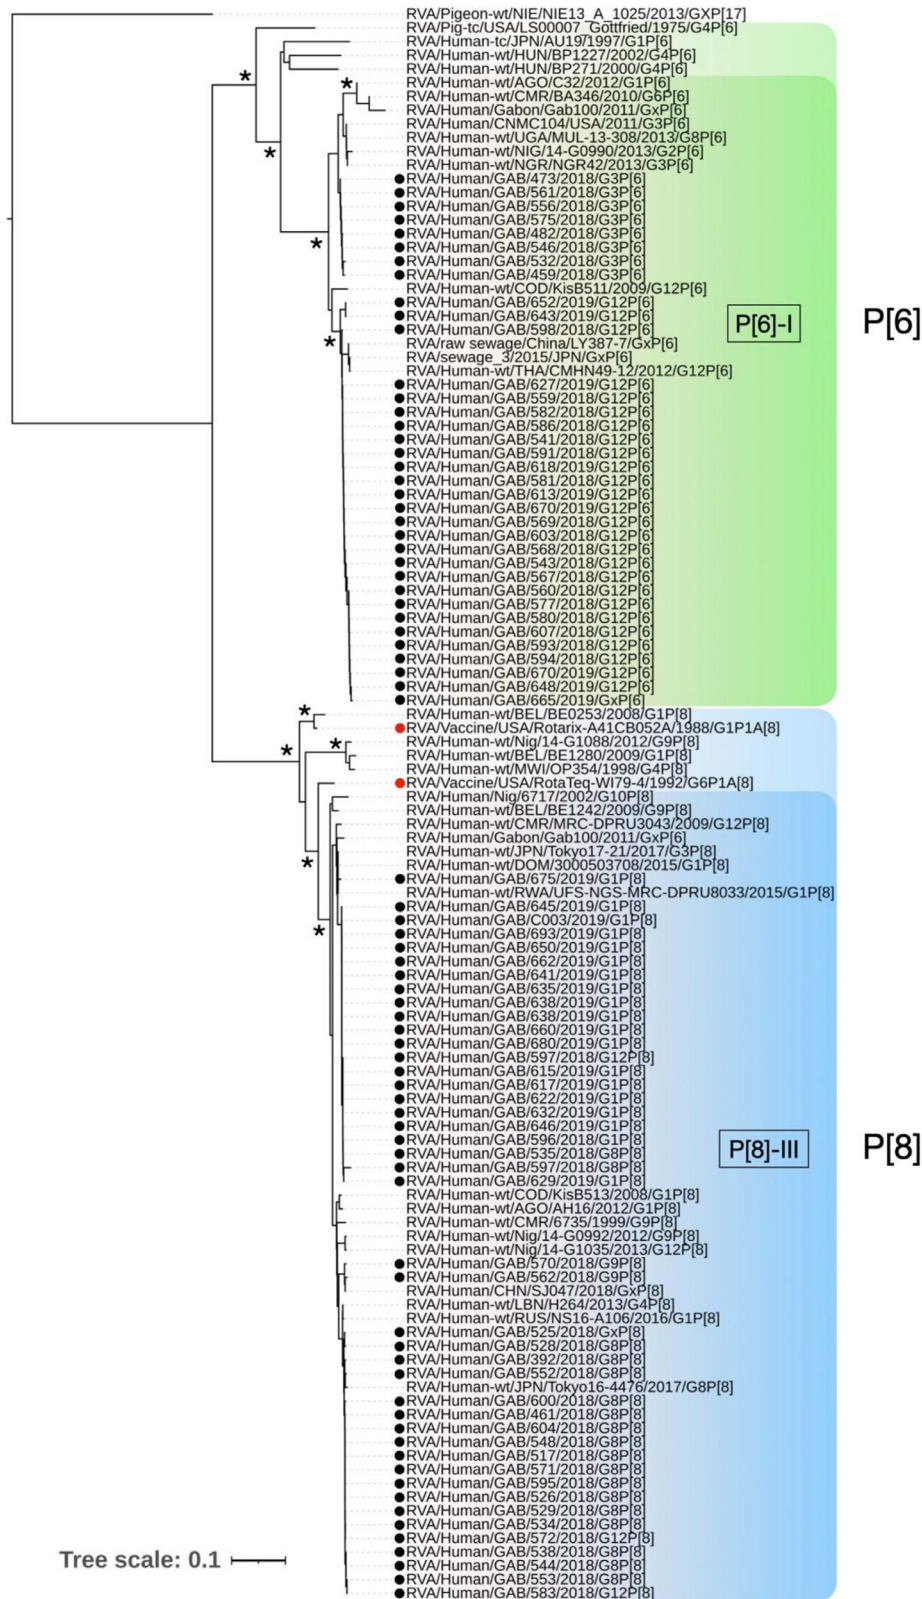 RVA/Pigeon-wt/NIE/NIE13_A_1025/2013/GXP[17]
RVA/Pig-tc/USA/LS00007_Gottfried/1975/G4P[6]
RVA/Human-tc/JPN/AU19/1997/G1P[6]
RVA/Human-wt/HUN/BP1227/2002/G4P[6]
RVA/Human-wt/HUN/BP271/2000/G4P[6]
RVA/Human-wt/AGO/C32/2012/G1P[6]
RVA/Human-wt/CMR/BA346/2010/G6P[6]
RVA/Human/Gabon/Gab100/2011/GxP[6]
RVA/Human/CNMC104/USA/2011/G3P[6]
RVA/Human-wt/UGA/MUL-13-308/2013/G8P[6]
RVA/Human-wt/NIG/14-G0990/2013/G2P[6]
RVA/Human-wt/NGR/NGR42/2013/G3P[6]
RVA/Human/GAB/473/2018/G3P[6]
RVA/Human/GAB/561/2018/G3P[6]
RVA/Human/GAB/556/2018/G3P[6]
RVA/Human/GAB/575/2018/G3P[6]
RVA/Human/GAB/482/2018/G3P[6]
RVA/Human/GAB/546/2018/G3P[6]
RVA/Human/GAB/532/2018/G3P[6]
RVA/Human/GAB/459/2018/G3P[6]
RVA/Human-wt/COD/KisB511/2009/G12P[6]
RVA/Human/GAB/652/2019/G12P[6]
RVA/Human/GAB/643/2019/G12P[6]
RVA/Human/GAB/598/2018/G12P[6]
P[6]-I
P[6]
RVA/raw sewage/China/LY387-7/GxP[6]
RVA/sewage_3/2015/JPN/GxP[6]
RVA/Human-wt/THA/CMHN49-12/2012/G12P[6]
RVA/Human/GAB/627/2019/G12P[6]
RVA/Human/GAB/559/2018/G12P[6]
RVA/Human/GAB/582/2018/G12P[6]
RVA/Human/GAB/586/2018/G12P[6]
RVA/Human/GAB/541/2018/G12P[6]
RVA/Human/GAB/591/2018/G12P[6]
RVA/Human/GAB/618/2019/G12P[6]
RVA/Human/GAB/581/2018/G12P[6]
RVA/Human/GAB/613/2019/G12P[6]
RVA/Human/GAB/670/2019/G12P[6]
RVA/Human/GAB/569/2018/G12P[6]
RVA/Human/GAB/603/2018/G12P[6]
RVA/Human/GAB/568/2018/G12P[6]
RVA/Human/GAB/543/2018/G12P[6]
RVA/Human/GAB/567/2018/G12P[6]
RVA/Human/GAB/560/2018/G12P[6]
RVA/Human/GAB/577/2018/G12P[6]
RVA/Human/GAB/580/2018/G12P[6]
RVA/Human/GAB/607/2018/G12P[6]
RVA/Human/GAB/593/2018/G12P[6]
RVA/Human/GAB/594/2018/G12P[6]
RVA/Human/GAB/670/2019/G12P[6]
RVA/Human/GAB/648/2019/G12P[6]
RVA/Human/GAB/665/2019/GxP[6]
RVA/Human-wt/BEL/BE0253/2008/G1P[8]
RVA/Vaccine/USA/Rotarix-A41CB052A/1988/G1P1A[8]
RVA/Human-wt/Nig/14-G1088/2012/G9P[8]
RVA/Human-wt/BEL/BE1280/2009/G1P[8]
RVA/Human-wt/MWI/OP354/1998/G4P[8]
RVA/Vaccine/USA/RotaTeq-WI79-4/1992/G6P1A[8]
RVA/Human/Nig/6717/2002/G10P[8]
RVA/Human-wt/BEL/BE1242/2009/G9P[8]
RVA/Human-wt/CMR/MRC-DPRU3043/2009/G12P[8]
RVA/Human/Gabon/Gab100/2011/GxP[6]
RVA/Human-wt/JPN/Tokyo17-21/2017/G3P[8]
RVA/Human-wt/DOM/3000503708/2015/G1P[8]
RVA/Human/GAB/675/2019/G1P[8]
RVA/Human-wt/RWA/UFS-NGS-MRC-DPRU8033/2015/G1P[8]
RVA/Human/GAB/645/2019/G1P[8]
RVA/Human/GAB/C003/2019/G1P[8]
RVA/Human/GAB/693/2019/G1P[8]
RVA/Human/GAB/650/2019/G1P[8]
RVA/Human/GAB/662/2019/G1P[8]
RVA/Human/GAB/641/2019/G1P[8]
RVA/Human/GAB/635/2019/G1P[8]
RVA/Human/GAB/638/2019/G1P[8]
RVA/Human/GAB/638/2019/G1P[8]
RVA/Human/GAB/660/2019/G1P[8]
RVA/Human/GAB/680/2019/G1P[8]
RVA/Human/GAB/597/2018/G12P[8]
RVA/Human/GAB/615/2019/G1P[8]
RVA/Human/GAB/617/2019/G1P[8]
RVA/Human/GAB/622/2019/G1P[8]
RVA/Human/GAB/632/2019/G1P[8]
RVA/Human/GAB/646/2019/G1P[8]
RVA/Human/GAB/596/2018/G1P[8]
P[8]-III
P[8]
RVA/Human/GAB/535/2018/G8P[8]
RVA/Human/GAB/597/2018/G8P[8]
RVA/Human/GAB/629/2019/G1P[8]
RVA/Human-wt/COD/KisB513/2008/G1P[8]
RVA/Human-wt/AGO/AH16/2012/G1P[8]
RVA/Human-wt/CMR/6735/1999/G9P[8]
RVA/Human-wt/Nig/14-G0992/2012/G9P[8]
RVA/Human-wt/Nig/14-G1035/2013/G12P[8]
RVA/Human/GAB/570/2018/G9P[8]
RVA/Human/GAB/562/2018/G9P[8]
RVA/Human/CHN/SJ047/2018/GxP[8]
RVA/Human-wt/LBN/H264/2013/G4P[8]
RVA/Human-wt/RUS/NS16-A106/2016/G1P[8]
RVA/Human/GAB/525/2018/GxP[8]
RVA/Human/GAB/528/2018/G8P[8]
RVA/Human/GAB/392/2018/G8P[8]
RVA/Human/GAB/552/2018/G8P[8]
RVA/Human-wt/JPN/Tokyo16-4476/2017/G8P[8]
RVA/Human/GAB/600/2018/G8P[8]
RVA/Human/GAB/461/2018/G8P[8]
RVA/Human/GAB/604/2018/G8P[8]
RVA/Human/GAB/548/2018/G8P[8]
RVA/Human/GAB/517/2018/G8P[8]
RVA/Human/GAB/571/2018/G8P[8]
RVA/Human/GAB/595/2018/G8P[8]
RVA/Human/GAB/526/2018/G8P[8]
RVA/Human/GAB/529/2018/G8P[8]
RVA/Human/GAB/534/2018/G8P[8]
RVA/Human/GAB/572/2018/G12P[8]
RVA/Human/GAB/538/2018/G8P[8]
RVA/Human/GAB/544/2018/G8P[8]
RVA/Human/GAB/553/2018/G8P[8]
RVA/Human/GAB/583/2018/G12P[8]
Tree scale: 0.1